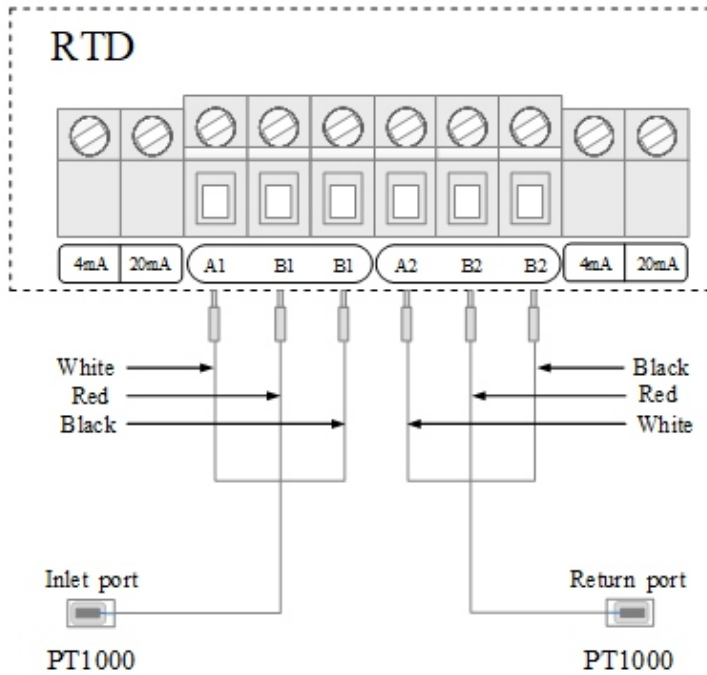 RTD
4mA 20mA A1 B1 B1 A2 B2 B2 4mA 20mA
White Black
Red Red
Black White
Inlet port Return port
PT1000 PT1000